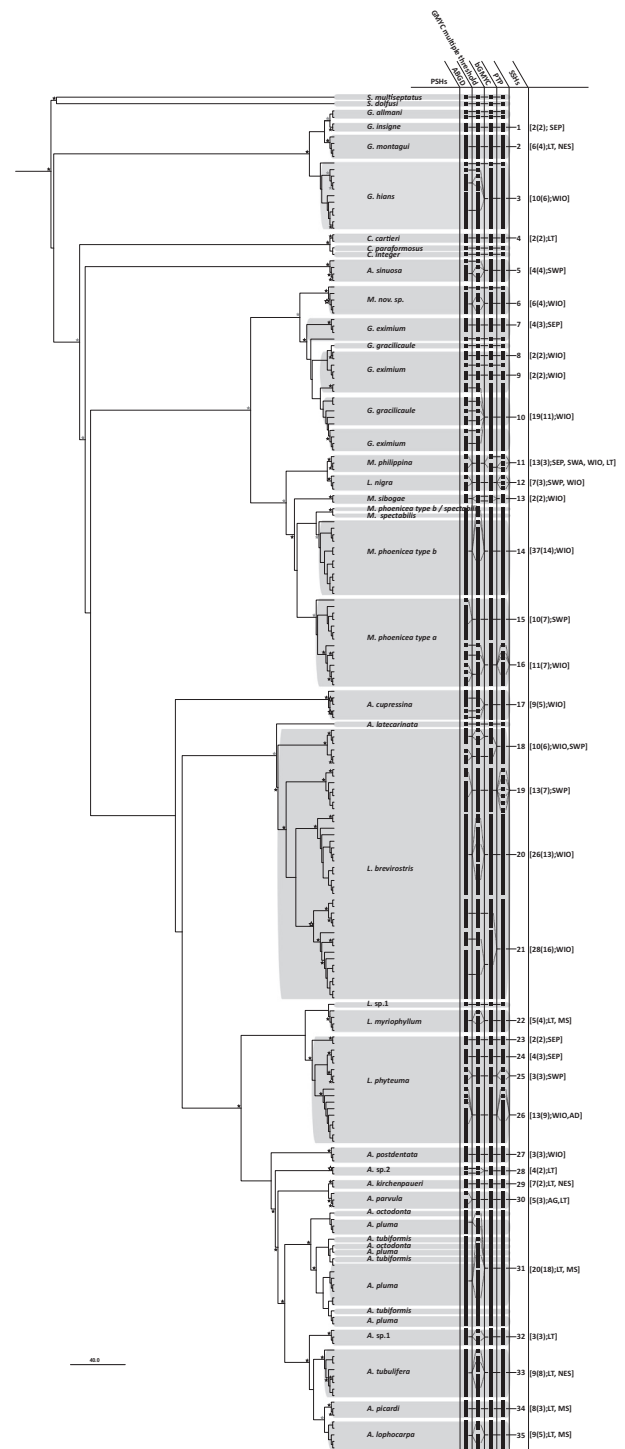 PSHs
ABGD
GMYC multiple threshold
bGMYC
PTP
SSHs
S. multiseptatus
S. dolfusi
G. alimani
G. insigne 1 [2(2); SEP]
G. montagui 2 [6(4);LT, NES]
G. hians 3 [10(6);WIO]
C. cartieri 4 [2(2);LT]
C. paraformosus
C. integer
A. sinuosa 5 [4(4);SWP]
M. nov. sp. 6 [6(4);WIO]
G. eximium 7 [4(3);SEP]
G. gracilicaule
8 [2(2);WIO]
G. eximium 9 [2(2);WIO]
G. gracilicaule 10 [19(11);WIO]
G. eximium
M. philippina 11 [13(3);SEP, SWA, WIO, LT]
L. nigra 12 [7(3);SWP, WIO]
M. sibogae 13 [2(2);WIO]
M. phoenicea type b / spectabilis
M. spectabilis
M. phoenicea type b 14 [37(14);WIO]
15 [10(7);SWP]
M. phoenicea type a
16 [11(7);WIO]
A. cupressina 17 [9(5);WIO]
A. latecarinata
18 [10(6);WIO,SWP]
19 [13(7);SWP]
20 [26(13);WIO]
L. brevirostris
21 [28(16);WIO]
L. sp.1
L. myriophyllum 22 [5(4);LT, MS]
23 [2(2);SEP]
24 [4(3);SEP]
25 [3(3);SWP]
L. phyteuma
26 [13(9);WIO,AD]
A. postdentata 27 [3(3);WIO]
A. sp.2 28 [4(2);LT]
A. kirchenpaueri 29 [7(2);LT, NES]
A. parvula 30 [5(3);AG,LT]
A. octodonta
A. pluma
A. tubiformis
A. octodonta
A. pluma
A. tubiformis
31 [20(18);LT, MS]
A. pluma
A. tubiformis
A. pluma
A. sp.1 32 [3(3);LT]
A. tubulifera 33 [9(8);LT, NES]
40.0
A. picardi 34 [8(3);LT, MS]
A. lophocarpa 35 [9(5);LT, MS]